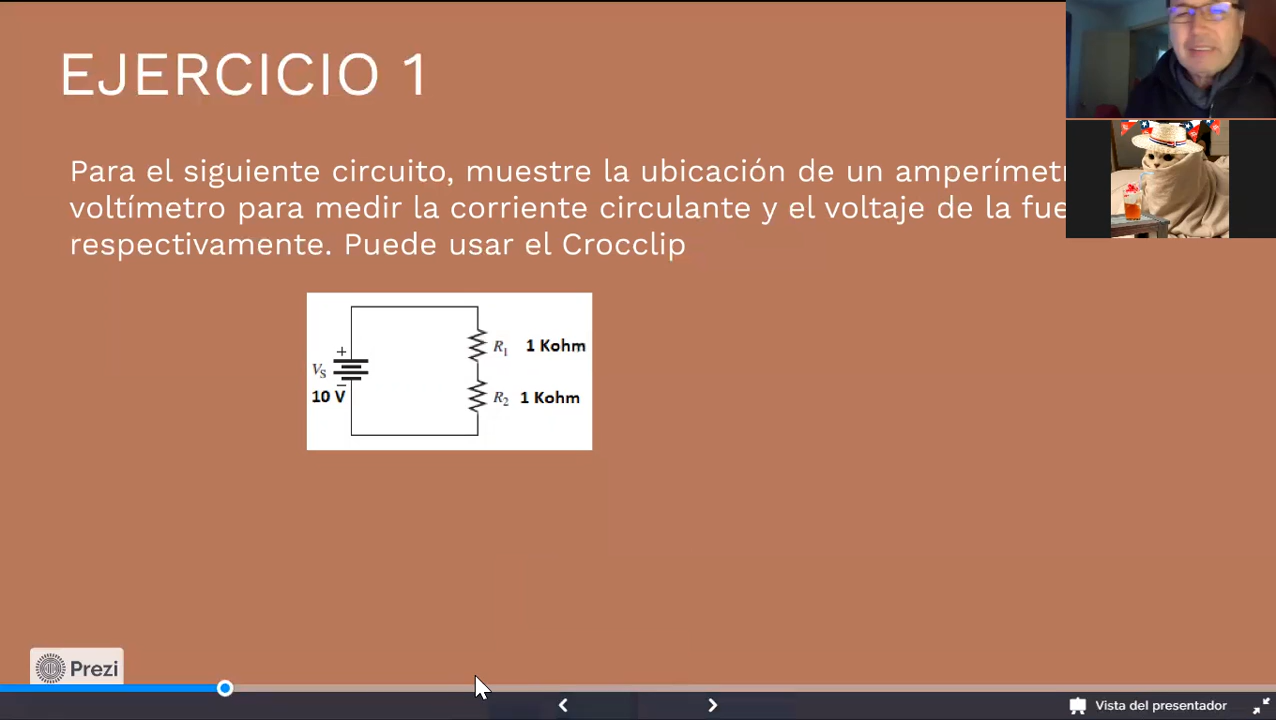 EJERCICIO 1
Para el siguiente circuito, muestre la ubicación de un
voltímetro para medir la corriente circulante y el voltaje de la
respectivamente. Puede usar el Crocclip
+
R1 1 Kohm
VS
−
10 V
R2 1 Kohm
Prezi
Vista del presentador